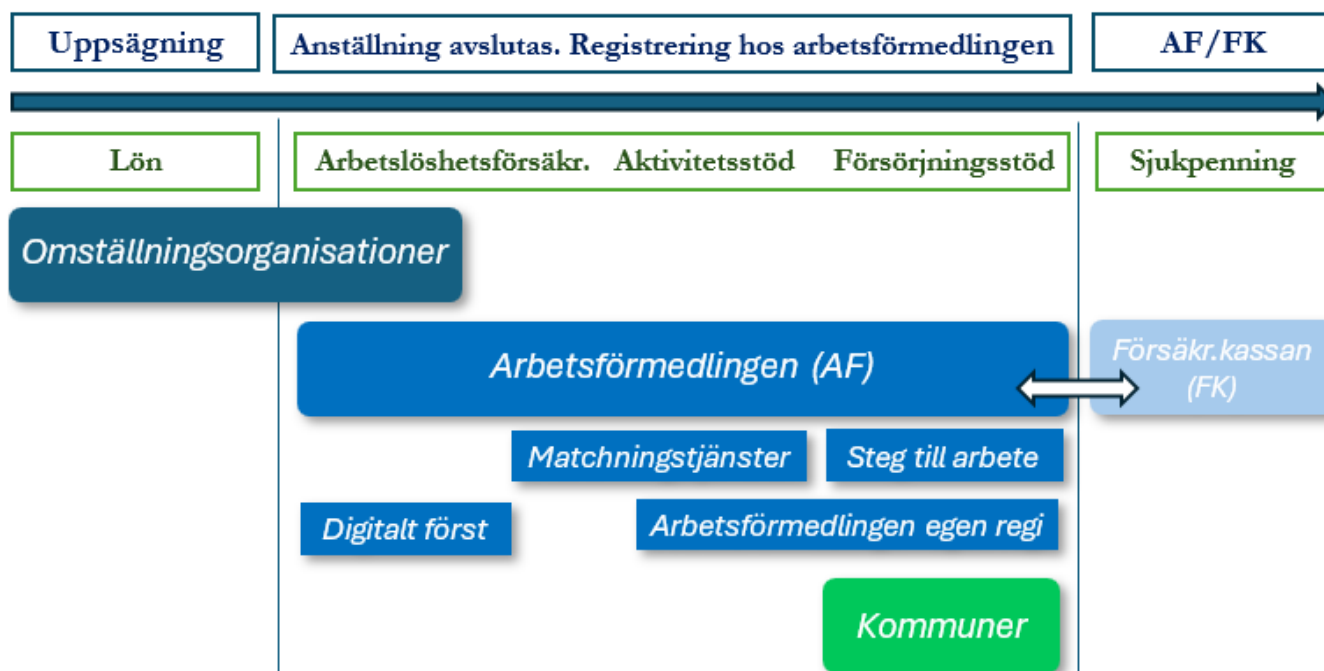 Uppsägning
Anställning avslutas. Registrering hos arbetsförmedlingen
AF/FK
Lön
Arbetslöshetsförsäkr. Aktivitetsstöd Försörjningsstöd
Sjukpenning
Omställningsorganisationer
Arbetsförmedlingen (AF)
Försäkr.kassan
(FK)
Matchningstjänster
Steg till arbete
Digitalt först
Arbetsförmedlingen egen regi
Kommuner